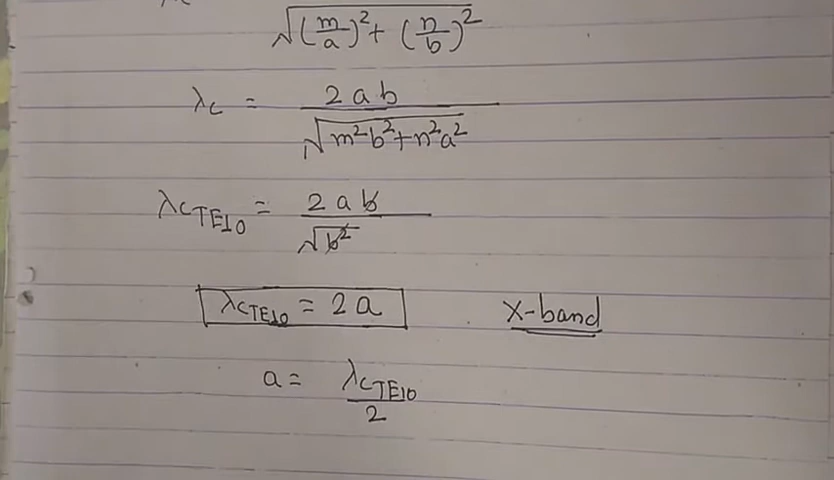 √(m/a)² + (n/b)²
λc = 2ab / √m²b²+n²a²
λcTE10 = 2ab / √b²
λcTE10 = 2a X-band
a = λcTE10 / 2